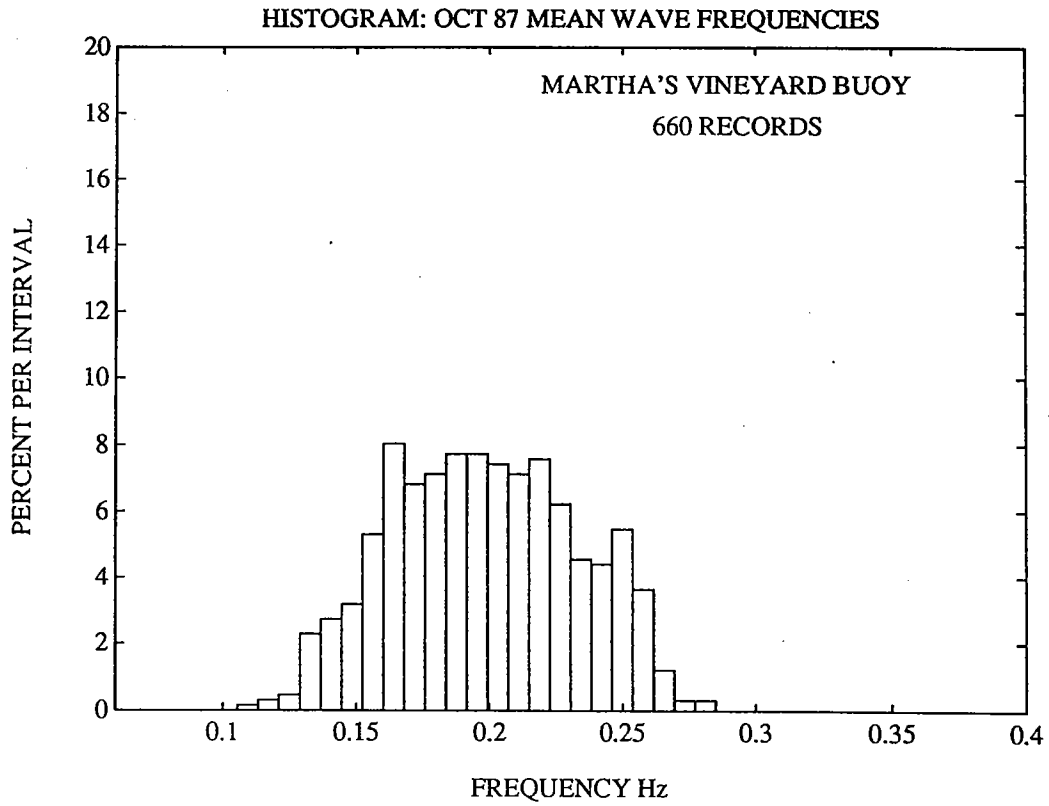 HISTOGRAM: OCT 87 MEAN WAVE FREQUENCIES
MARTHA'S VINEYARD BUOY
660 RECORDS
PERCENT PER INTERVAL
20
18
16
14
12
10
8
6
4
2
0
0.1 0.15 0.2 0.25 0.3 0.35 0.4
FREQUENCY Hz